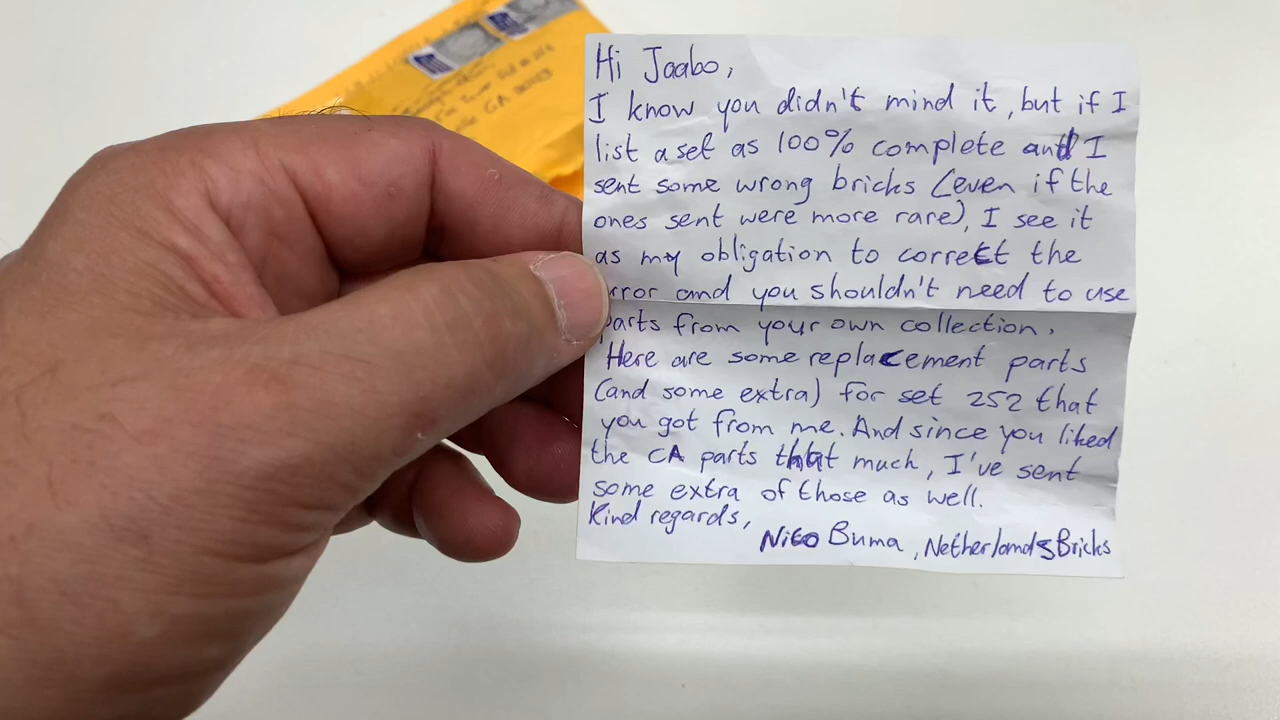 Hi Jaabo,
I know you didn't mind it, but if I
list a set as 100% complete and I
sent some wrong bricks (even if the
ones sent were more rare), I see it
as my obligation to correct the
rror and you shouldn't need to use
parts from your own collection.
Here are some replacement parts
(and some extra) for set 252 that
you got from me. And since you liked
the CA parts that much, I've sent
some extra of those as well.
Kind regards,
Nico Buma, NetherlandsBricks
CA